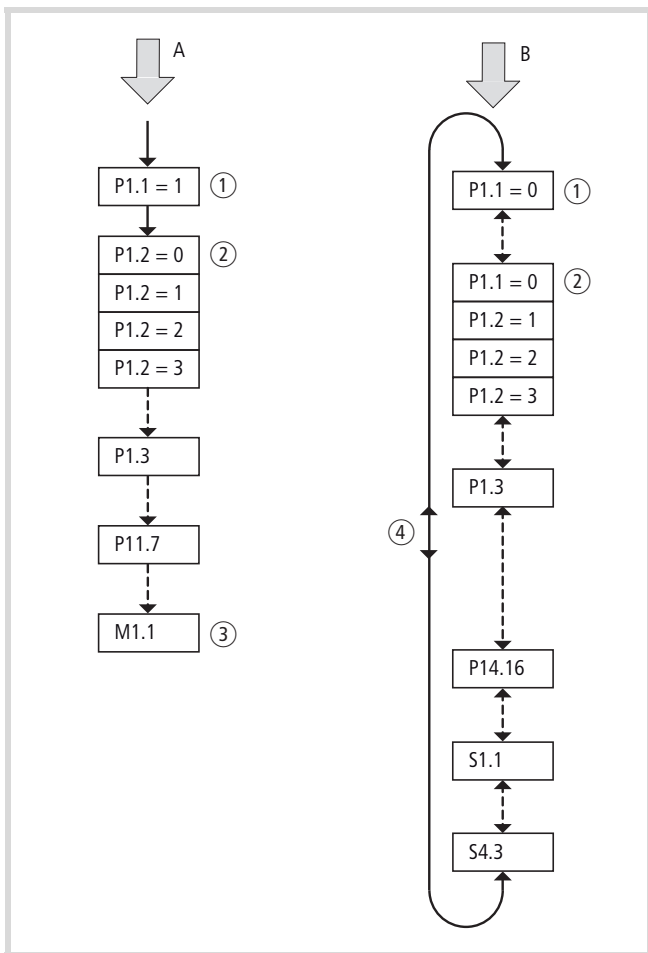 A
P1.1 = 1
①
P1.2 = 0
②
P1.2 = 1
P1.2 = 2
P1.2 = 3
P1.3
P11.7
M1.1
③
B
P1.1 = 0
①
P1.1 = 0
②
P1.2 = 1
P1.2 = 2
P1.2 = 3
P1.3
④
P14.16
S1.1
S4.3